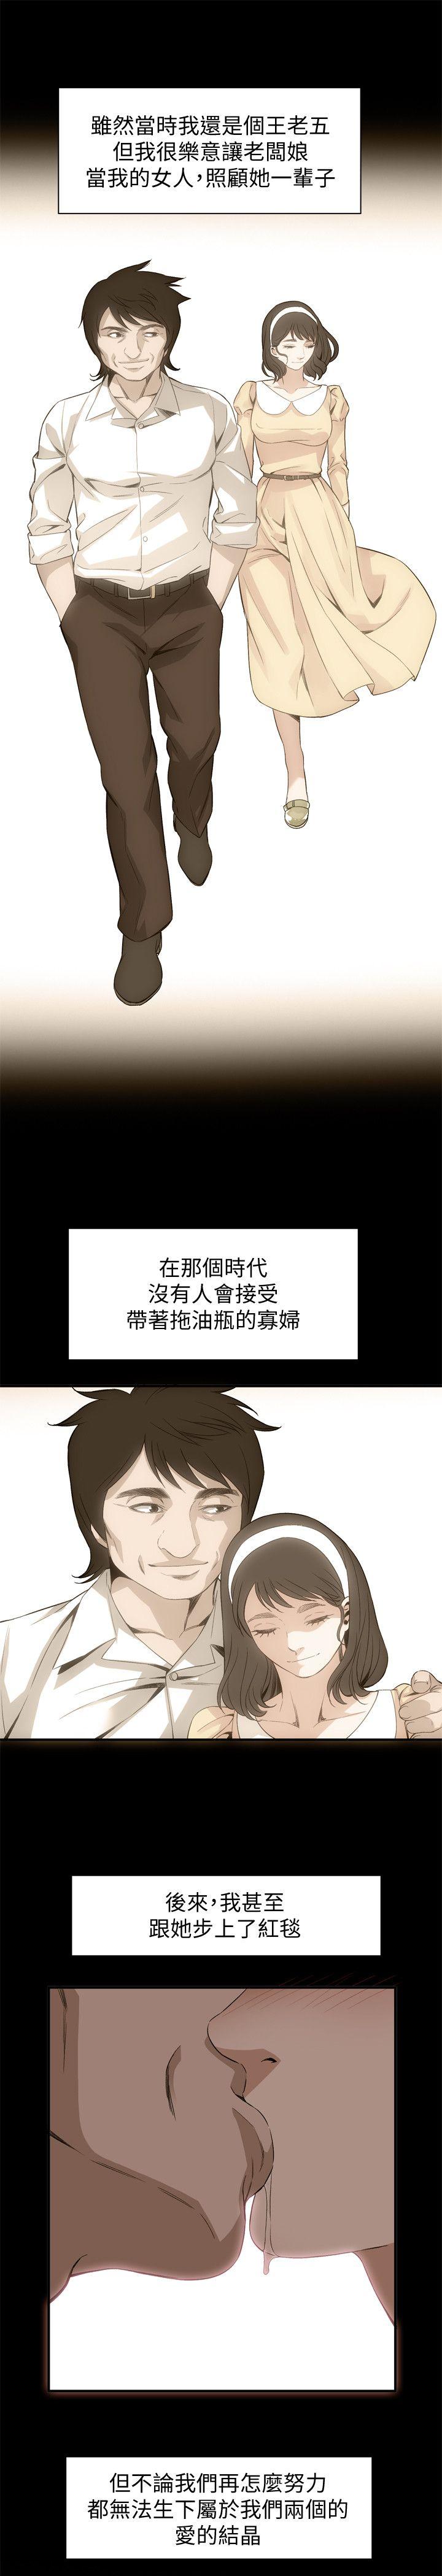 雖然當時我還是個王老五
但我很樂意讓老闆娘
當我的女人，照顧她一輩子
在那個時代
沒有人會接受
帶著拖油瓶的寡婦
後來，我甚至
跟她步上了紅毯
但不論我們再怎麼努力
都無法生下屬於我們兩個的
愛的結晶